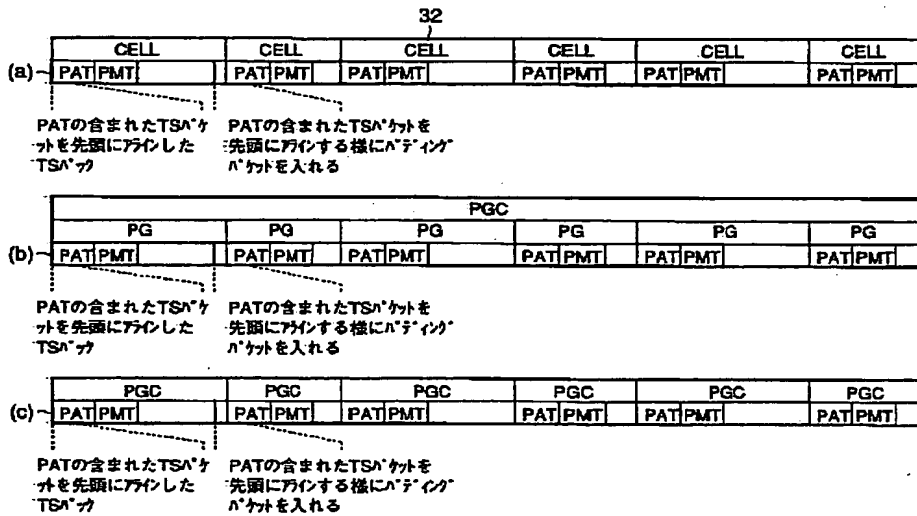 32
CELL CELL CELL CELL CELL CELL
(a) PAT PMT PAT PMT PAT PMT PAT PMT PAT PMT PAT PMT
PATの含まれたTSパケ PATの含まれたTSパケットを
ットを先頭にアラインした 先頭にアラインする様にパディング
TSパック パケットを入れる
PGC
PG PG PG PG PG PG
(b) PAT PMT PAT PMT PAT PMT PAT PMT PAT PMT PAT PMT
PATの含まれたTSパケ PATの含まれたTSパケットを
ットを先頭にアラインした 先頭にアラインする様にパディング
TSパック パケットを入れる
PGC PGC PGC PGC PGC PGC
(c) PAT PMT PAT PMT PAT PMT PAT PMT PAT PMT PAT PMT
PATの含まれたTSパケ PATの含まれたTSパケットを
ットを先頭にアラインした 先頭にアラインする様にパディング
TSパック パケットを入れる